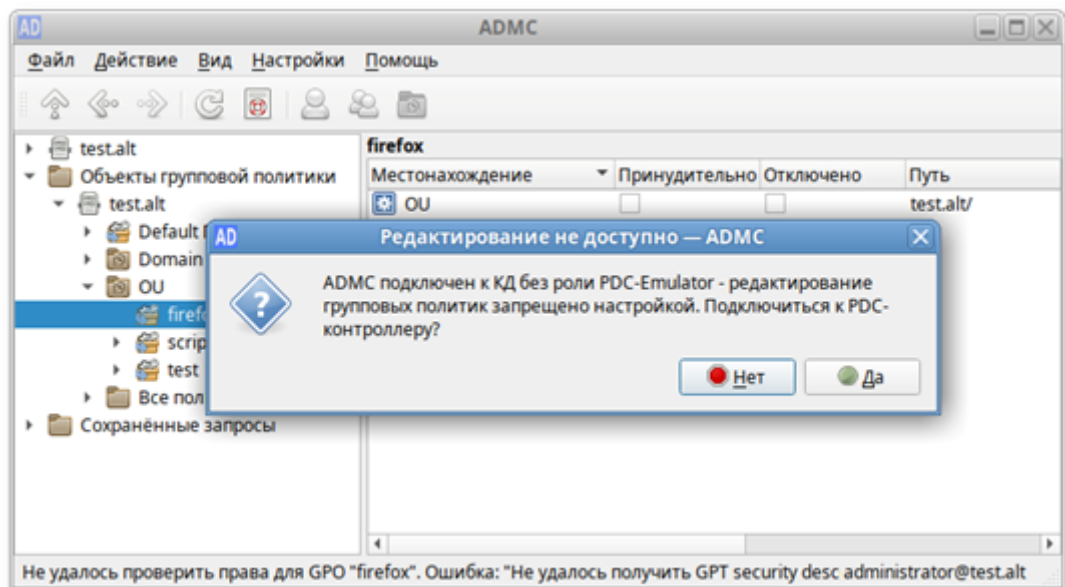 AD ADMC
Файл Действие Вид Настройки Помощь
test.alt
firefox
Объекты групповой политики
Местонахождение Принудительно Отключено Путь
test.alt
OU test.alt/
Default
Domain
OU
script
test
Все пол
Сохранённые запросы
AD Редактирование не доступно — ADMC
ADMC подключен к КД без роли PDC-Emulator - редактирование
групповых политик запрещено настройкой. Подключиться к PDC-
контроллеру?
Нет Да
Не удалось проверить права для GPO "firefox". Ошибка: "Не удалось получить GPT security desc administrator@test.alt